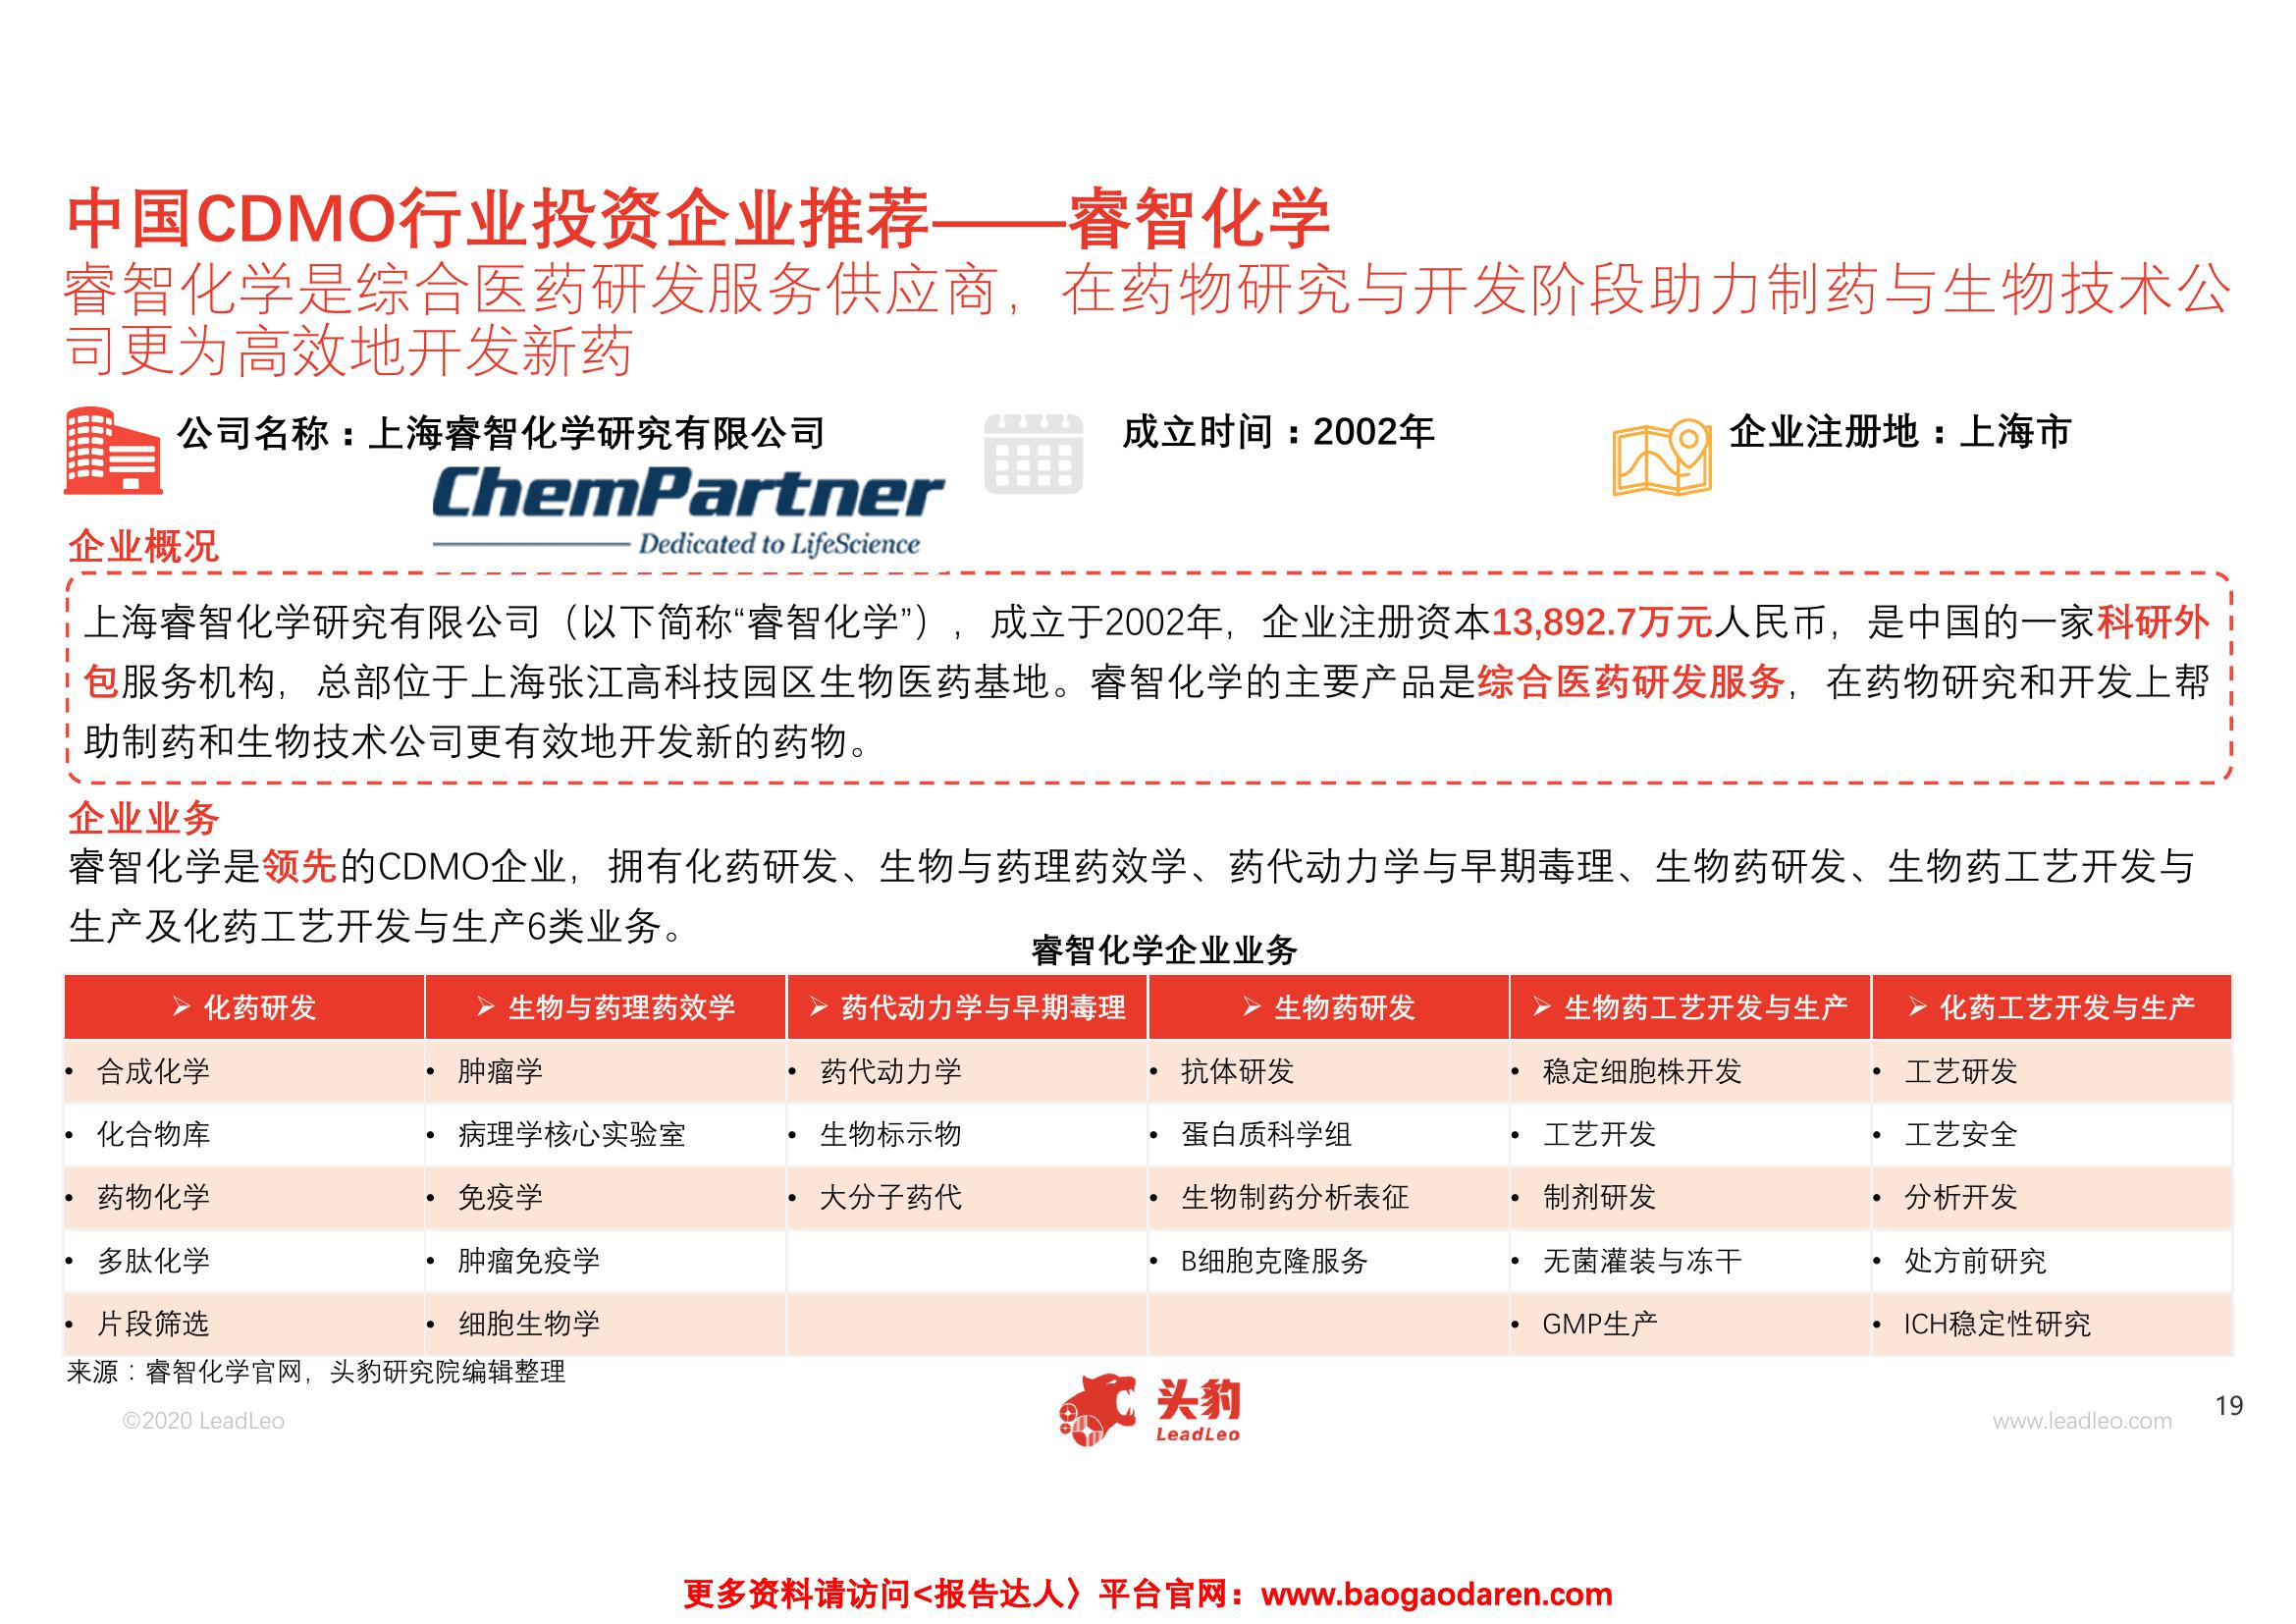 中国CDMO行业投资企业推荐——睿智化学
睿智化学是综合医药研发服务供应商，在药物研究与开发阶段助力制药与生物技术公
司更为高效地开发新药
公司名称：上海睿智化学研究有限公司
成立时间：2002年
企业注册地：上海市
ChemPartner
Dedicated to LifeScience
企业概况
上海睿智化学研究有限公司（以下简称“睿智化学”），成立于2002年，企业注册资本13,892.7万元人民币，是中国的一家科研外
包服务机构，总部位于上海张江高科技园区生物医药基地。睿智化学的主要产品是综合医药研发服务，在药物研究和开发上帮
助制药和生物技术公司更有效地开发新的药物。
企业业务
睿智化学是领先的CDMO企业，拥有化药研发、生物与药理药效学、药代动力学与早期毒理、生物药研发、生物药工艺开发与
生产及化药工艺开发与生产6类业务。
睿智化学企业业务
➢ 化药研发 ➢ 生物与药理药效学 ➢ 药代动力学与早期毒理 ➢ 生物药研发 ➢ 生物药工艺开发与生产 ➢ 化药工艺开发与生产
• 合成化学 • 肿瘤学 • 药代动力学 • 抗体研发 • 稳定细胞株开发 • 工艺研发
• 化合物库 • 病理学核心实验室 • 生物标示物 • 蛋白质科学组 • 工艺开发 • 工艺安全
• 药物化学 • 免疫学 • 大分子药代 • 生物制药分析表征 • 制剂研发 • 分析开发
• 多肽化学 • 肿瘤免疫学 • B细胞克隆服务 • 无菌灌装与冻干 • 处方前研究
• 片段筛选 • 细胞生物学 • GMP生产 • ICH稳定性研究
来源：睿智化学官网，头豹研究院编辑整理
©2020 LeadLeo
头豹
LeadLeo
www.leadleo.com
19
更多资料请访问<报告达人〉平台官网：www.baogaodaren.com